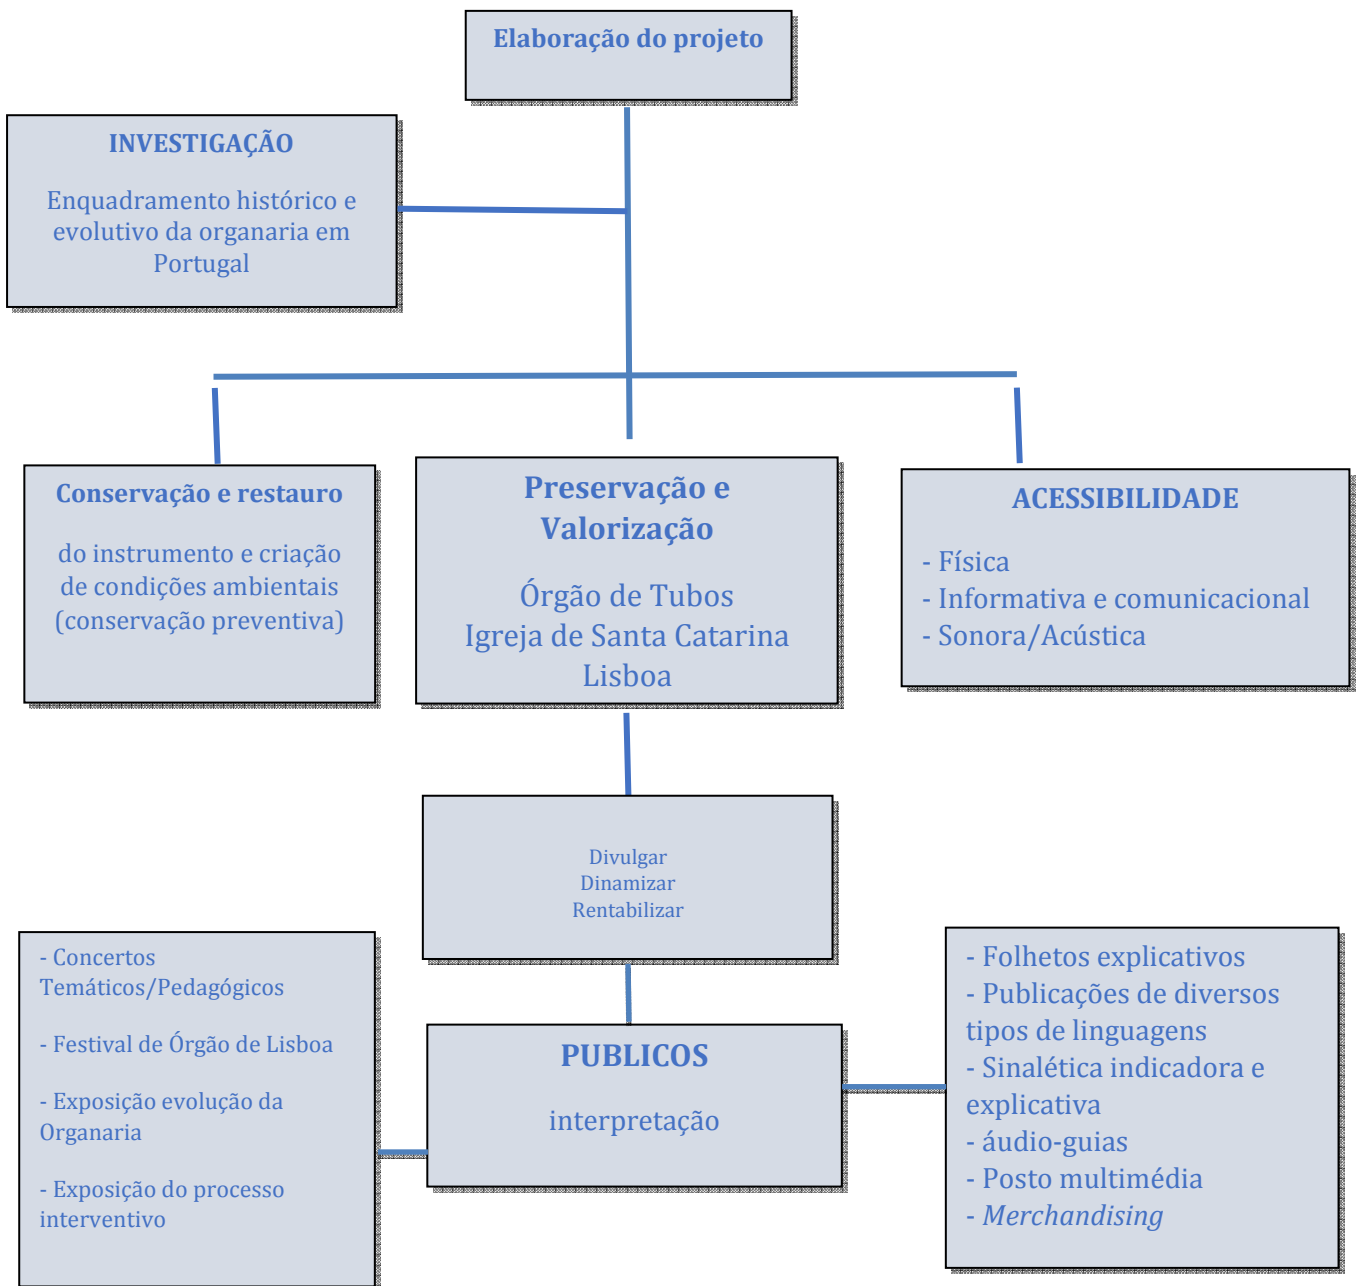 Elaboração do projeto
INVESTIGAÇÃO
Enquadramento histórico e
evolutivo da organaria em
Portugal
Conservação e restauro
do instrumento e criação
de condições ambientais
(conservação preventiva)
Preservação e
Valorização
Órgão de Tubos
Igreja de Santa Catarina
Lisboa
ACESSIBILIDADE
- Física
- Informativa e comunicacional
- Sonora/Acústica
Divulgar
Dinamizar
Rentabilizar
- Concertos
Temáticos/Pedagógicos
- Festival de Órgão de Lisboa
- Exposição evolução da
Organaria
- Exposição do processo
interventivo
PUBLICOS
interpretação
- Folhetos explicativos
- Publicações de diversos
tipos de linguagens
- Sinalética indicadora e
explicativa
- áudio-guias
- Posto multimédia
- Merchandising